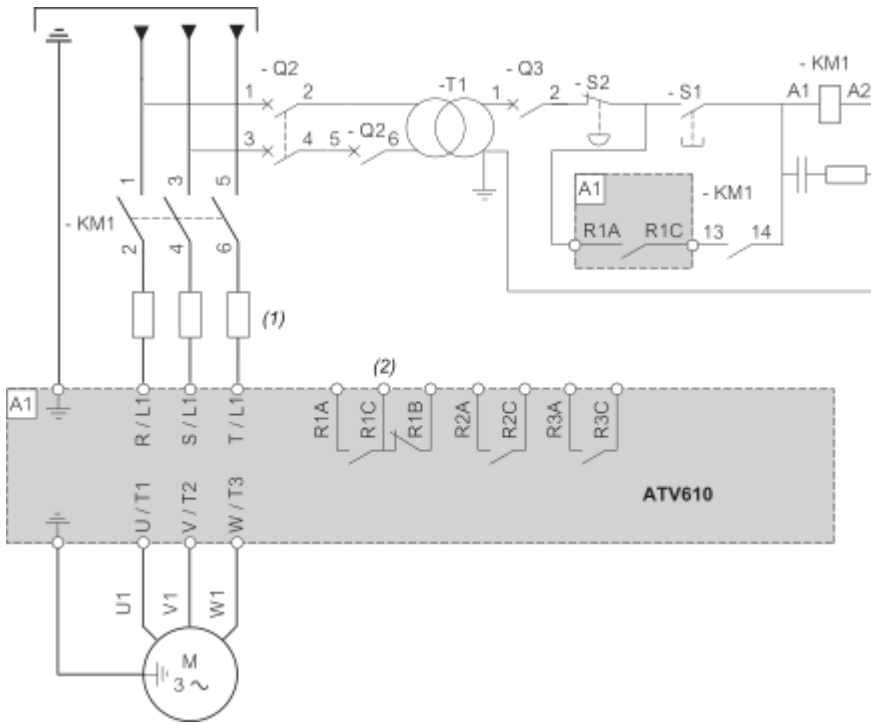 - Q2
1
2
3
4
- Q2
5
6
-T1
- Q3
1
2
- S2
- S1
- KM1
A1
A2
A1
R1A
R1C
- KM1
13
14
- KM1
1
3
5
2
4
6
(1)
(2)
A1
R / L1
S / L1
T / L1
R1A
R1C
R1B
R2A
R2C
R3A
R3C
ATV610
U / T1
V / T2
W / T3
U1
V1
W1
M
3 ~